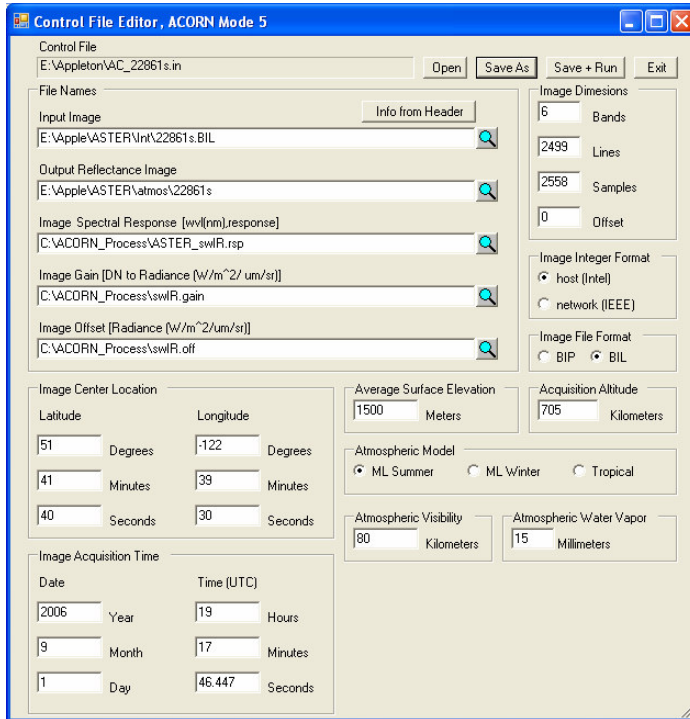 Control File Editor, ACORN Mode 5
Control File
E:\Appleton\AC_22861s.in
Open
Save As
Save + Run
Exit
File Names
Info from Header
Input Image
E:\Apple\ASTER\Int\22861s.BIL
Output Reflectance Image
E:\Apple\ASTER\atmos\22861s
Image Spectral Response [wvl(nm),response]
C:\ACORN_Process\ASTER_swIR.rsp
Image Gain [DN to Radiance (W/m^2/ um/sr)]
C:\ACORN_Process\swIR.gain
Image Offset [Radiance (W/m^2/um/sr)]
C:\ACORN_Process\swIR.off
Image Dimesions
6 Bands
2499 Lines
2558 Samples
0 Offset
Image Integer Format
host (Intel)
network (IEEE)
Image File Format
BIP BIL
Image Center Location
Latitude Longitude
51 Degrees -122 Degrees
41 Minutes 39 Minutes
40 Seconds 30 Seconds
Average Surface Elevation
1500 Meters
Acquisition Altitude
705 Kilometers
Atmospheric Model
ML Summer ML Winter Tropical
Atmospheric Visibility
80 Kilometers
Atmospheric Water Vapor
15 Millimeters
Image Acquisition Time
Date Time (UTC)
2006 Year 19 Hours
9 Month 17 Minutes
1 Day 46.447 Seconds